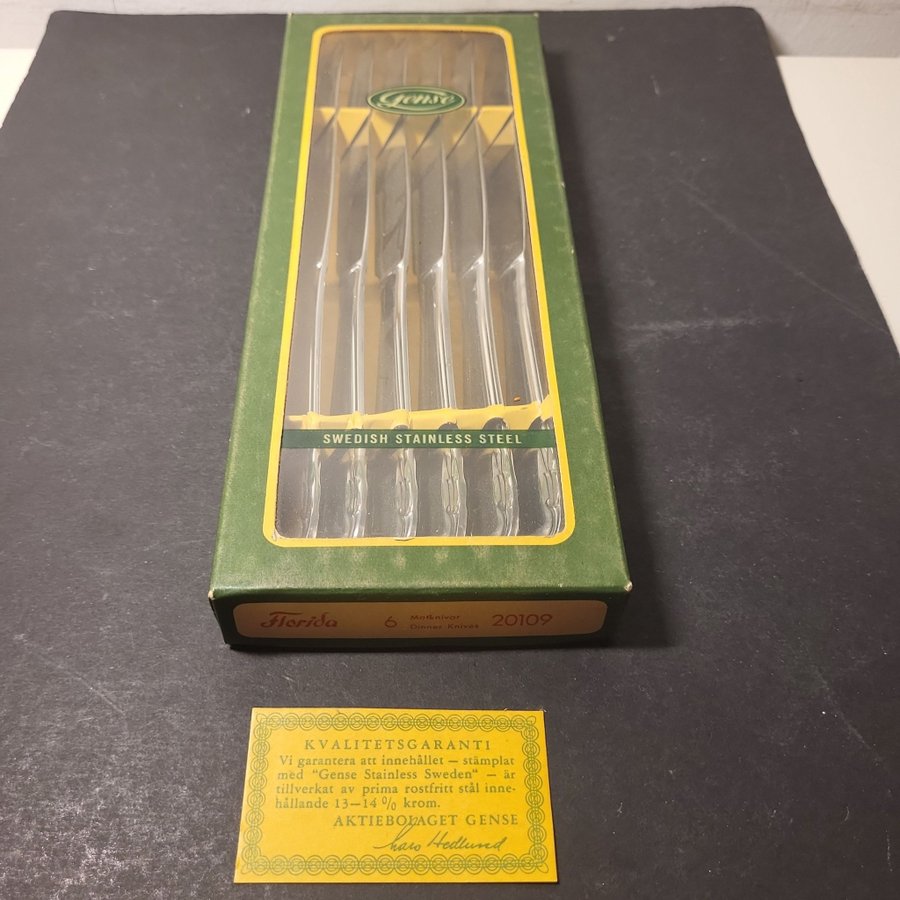 Gense
SWEDISH STAINLESS STEEL
Florida 6 Matknivar 20109
Dinner Knives
KVALITETSGARANTI
Vi garantera att innehållet — stämplat
med "Gense Stainless Sweden" — är
tillverkat av prima rostfritt stål inne-
hållande 13—14 % krom.
AKTIEBOLAGET GENSE
Hedlund